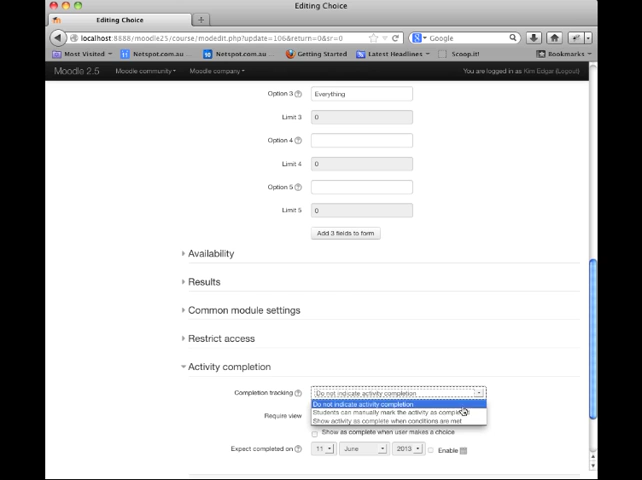 Editing Choice
Editing Choice
localhost:8888/moodle25/course/modedit.php?update=106&return=0&sr=0
Google
Most Visited
Netspot.com.au
Netspot.com.au
Getting Started
Latest Headlines
Scoop.it!
Bookmarks
Moodle 2.5
Moodle community
Moodle company
You are logged in as Kim Edgar (Logout)
Option 3
Everything
Limit 3
0
Option 4
Limit 4
0
Option 5
Limit 5
0
Add 3 fields to form
Availability
Results
Common module settings
Restrict access
Activity completion
Completion tracking
Do not indicate activity completion
Do not indicate activity completion
Students can manually mark the activity as
Show activity as complete when conditions are met
Require view
Show as complete when user makes a choice
Expect completed on
11 June 2013 Enable